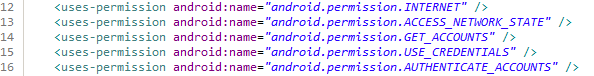 12 <uses-permission android:name="android.permission.INTERNET" />
13 <uses-permission android:name="android.permission.ACCESS_NETWORK_STATE" />
14 <uses-permission android:name="android.permission.GET_ACCOUNTS" />
15 <uses-permission android:name="android.permission.USE_CREDENTIALS" />
16 <uses-permission android:name="android.permission.AUTHENTICATE_ACCOUNTS" />